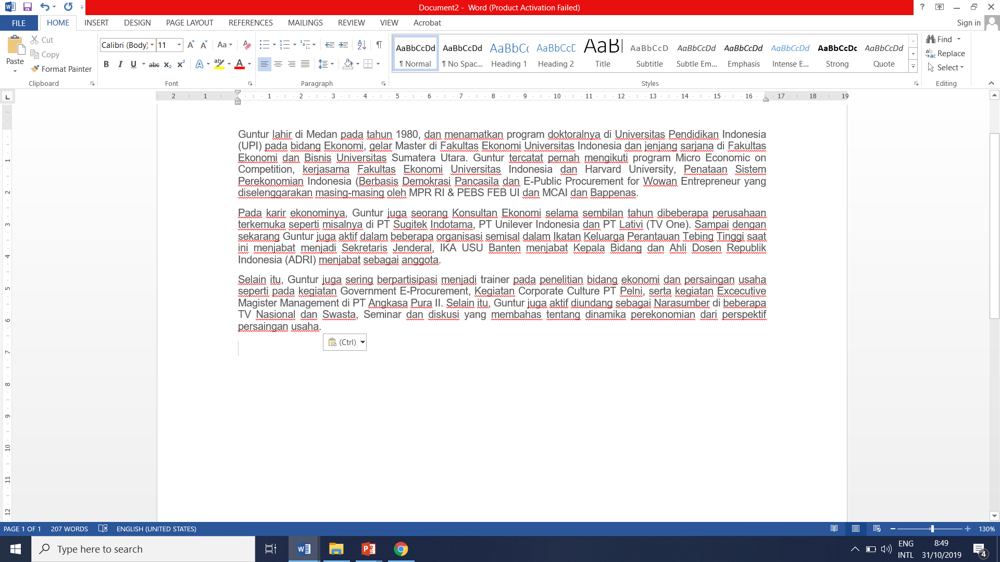 Document2 - Word (Product Activation Failed)
FILE HOME INSERT DESIGN PAGE LAYOUT REFERENCES MAILINGS REVIEW VIEW Acrobat Sign in
Paste Cut Copy Format Painter
Clipboard
Calibri (Body) 11
Font
Paragraph
AaBbCcDd AaBbCcDd AaBbCc AaBbCcD AaBl AaBbCcD AaBbCcDd AaBbCcDd AaBbCcDd AaBbCcDc AaBbCcDd
¶ Normal ¶ No Spac... Heading 1 Heading 2 Title Subtitle Subtle Em... Emphasis Intense E... Strong Quote
Styles
Find
Replace
Select
Editing
2 1 1 2 3 4 5 6 7 8 9 10 11 12 13 14 15 16 17 18 19
Guntur lahir di Medan pada tahun 1980, dan menamatkan program doktoralnya di Universitas Pendidikan Indonesia
(UPI) pada bidang Ekonomi, gelar Master di Fakultas Ekonomi Universitas Indonesia dan jenjang sarjana di Fakultas
Ekonomi dan Bisnis Universitas Sumatera Utara. Guntur tercatat pernah mengikuti program Micro Economic on
Competition, kerjasama Fakultas Ekonomi Universitas Indonesia dan Harvard University, Penataan Sistem
Perekonomian Indonesia (Berbasis Demokrasi Pancasila dan E-Public Procurement for Wowan Entrepreneur yang
diselenggarakan masing-masing oleh MPR RI & PEBS FEB UI dan MCAI dan Bappenas.
Pada karir ekonominya, Guntur juga seorang Konsultan Ekonomi selama sembilan tahun dibeberapa perusahaan
terkemuka seperti misalnya di PT Sugitek Indotama, PT Unilever Indonesia dan PT Lativi (TV One). Sampai dengan
sekarang Guntur juga aktif dalam beberapa organisasi semisal dalam Ikatan Keluarga Perantauan Tebing Tinggi saat
ini menjabat menjadi Sekretaris Jenderal, IKA USU Banten menjabat Kepala Bidang dan Ahli Dosen Republik
Indonesia (ADRI) menjabat sebagai anggota.
Selain itu, Guntur juga sering berpartisipasi menjadi trainer pada penelitian bidang ekonomi dan persaingan usaha
seperti pada kegiatan Government E-Procurement, Kegiatan Corporate Culture PT Pelni, serta kegiatan Excecutive
Magister Management di PT Angkasa Pura II. Selain itu, Guntur juga aktif diundang sebagai Narasumber di beberapa
TV Nasional dan Swasta, Seminar dan diskusi yang membahas tentang dinamika perekonomian dari perspektif
persaingan usaha.
(Ctrl)
1
2
3
4
5
6
7
8
9
10
11
12
PAGE 1 OF 1 207 WORDS ENGLISH (UNITED STATES) 130%
Type here to search
ENG 8:49
INTL 31/10/2019 4